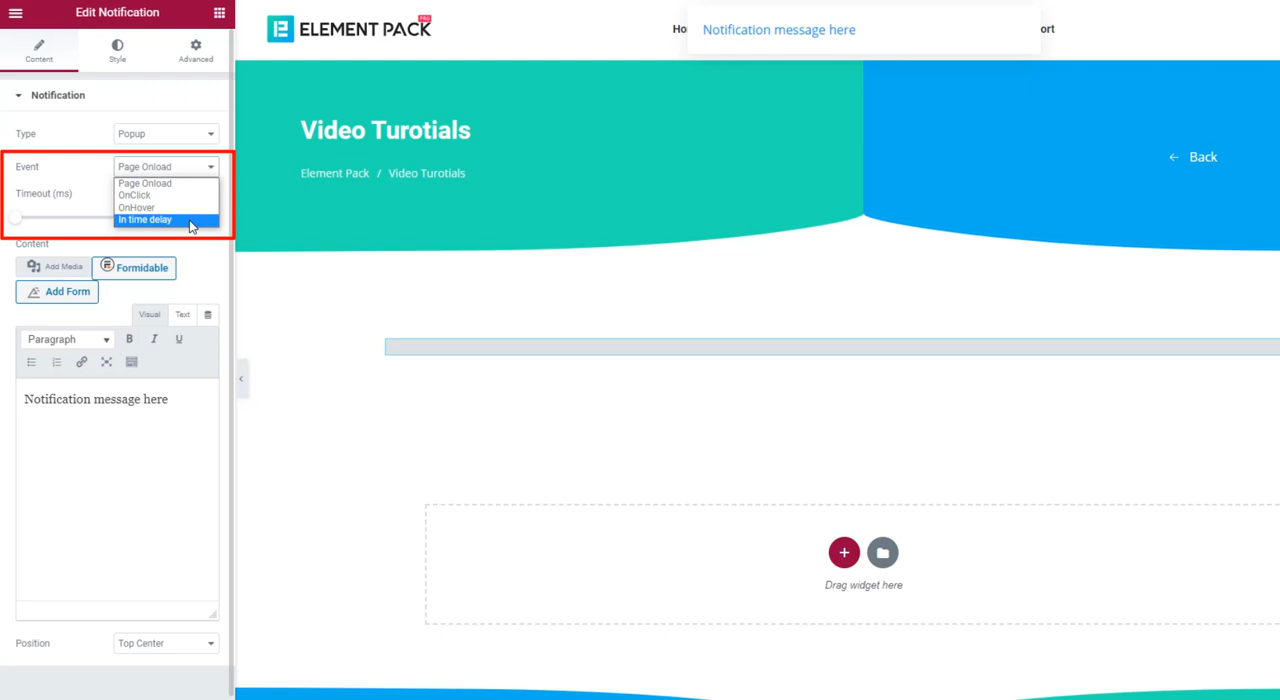 Edit Notification
Content
Style
Advanced
Notification
Type
Popup
Event
Page Onload
Page Onload
OnClick
OnHover
In time delay
Timeout (ms)
Content
Add Media
Formidable
Add Form
Visual
Text
Paragraph
B
I
U
Notification message here
Position
Top Center
ELEMENT PACK
PRO
Ho
Notification message here
ort
Video Turotials
Element Pack / Video Turotials
← Back
Drag widget here